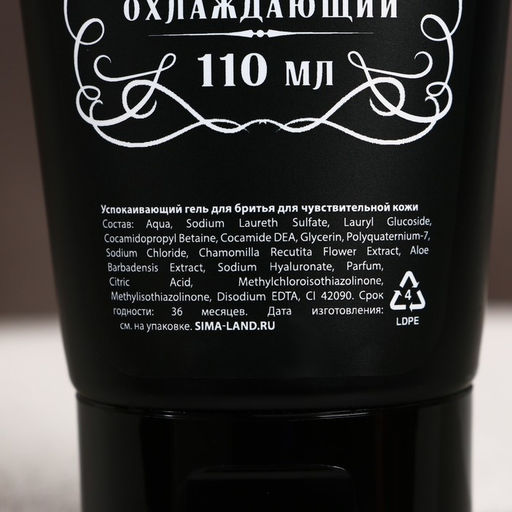 ОХЛАЖДАЮЩИЙ
110 МЛ
Успокаивающий гель для бритья для чувствительной кожи
Состав: Aqua, Sodium Laureth Sulfate, Lauryl Glucoside,
Cocamidopropyl Betaine, Cocamide DEA, Glycerin, Polyquaternium-7,
Sodium Chloride, Chamomilla Recutita Flower Extract, Aloe
Barbadensis Extract, Sodium Hyaluronate, Parfum,
Citric Acid, Methylchloroisothiazolinone,
Methylisothiazolinone, Disodium EDTA, CI 42090. Срок
годности: 36 месяцев. Дата изготовления:
см. на упаковке. SIMA-LAND.RU
4
LDPE